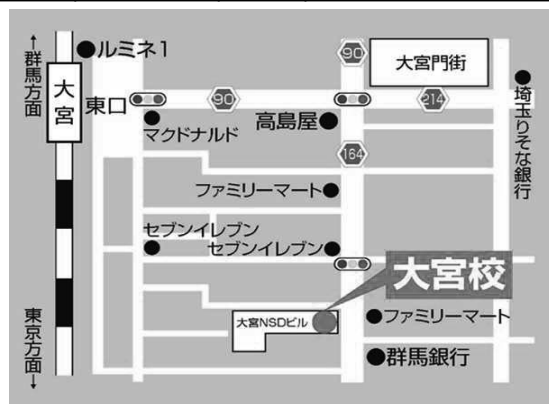 ←群馬方面
大宮
東口
東京方面→
●ルミネ1
90
大宮門街
●埼玉りそな銀行
90
214
マクドナルド
高島屋●
164
ファミリーマート●
セブンイレブン
セブンイレブン●
大宮校
大宮NSDビル
●ファミリーマート
●群馬銀行